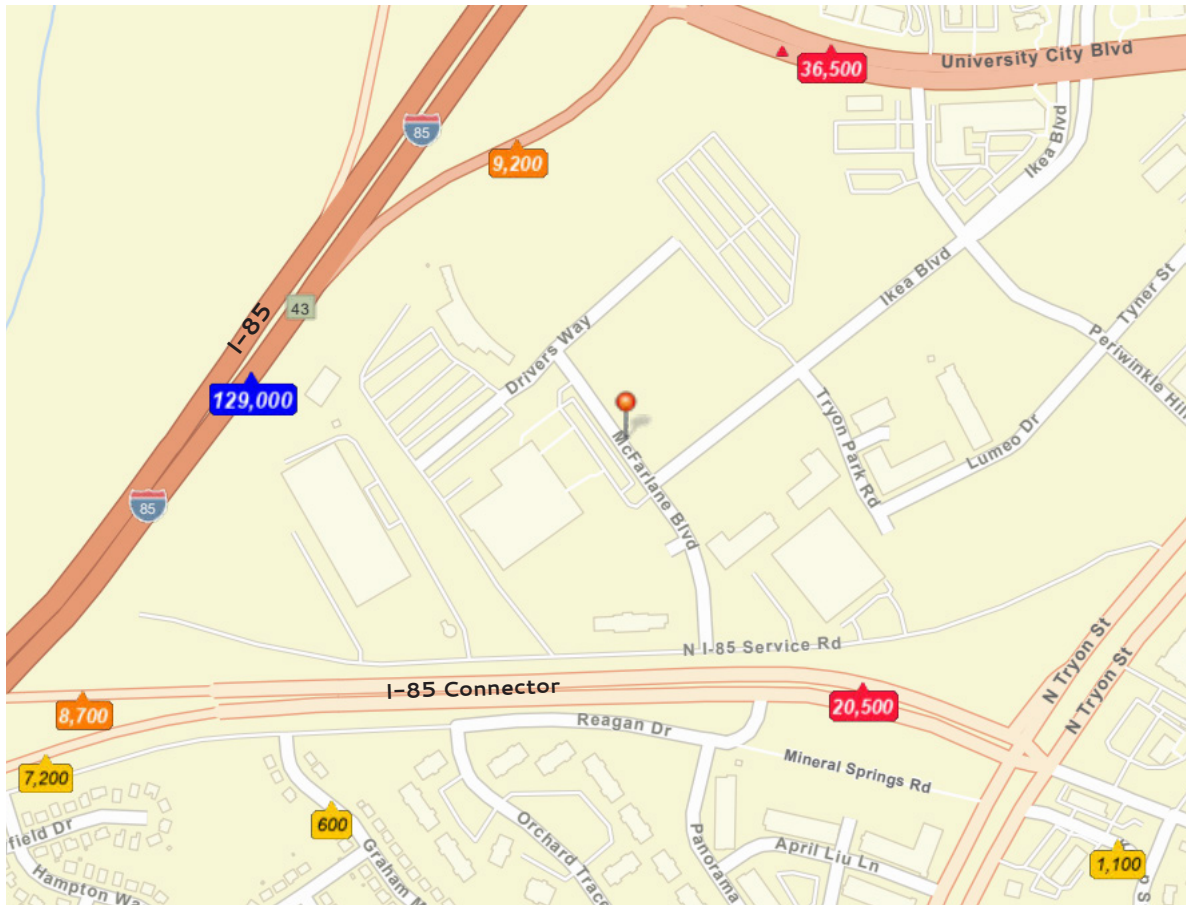 University City Blvd
36,500
85
Ikea Blvd
9,200
Ikea Blvd
Tyner St
43
I-85
Drivers Way
Periwinkle Hill
129,000
Tryon Park Rd
Lumeo Dr
McFarlane Blvd
85
N I-85 Service Rd
N Tryon St
N Tryon St
I-85 Connector
8,700
20,500
Reagan Dr
Mineral Springs Rd
7,200
600
field Dr
Orchard Trace
Panorama
April Liu Ln
Graham M
1,100
Hampton Wa